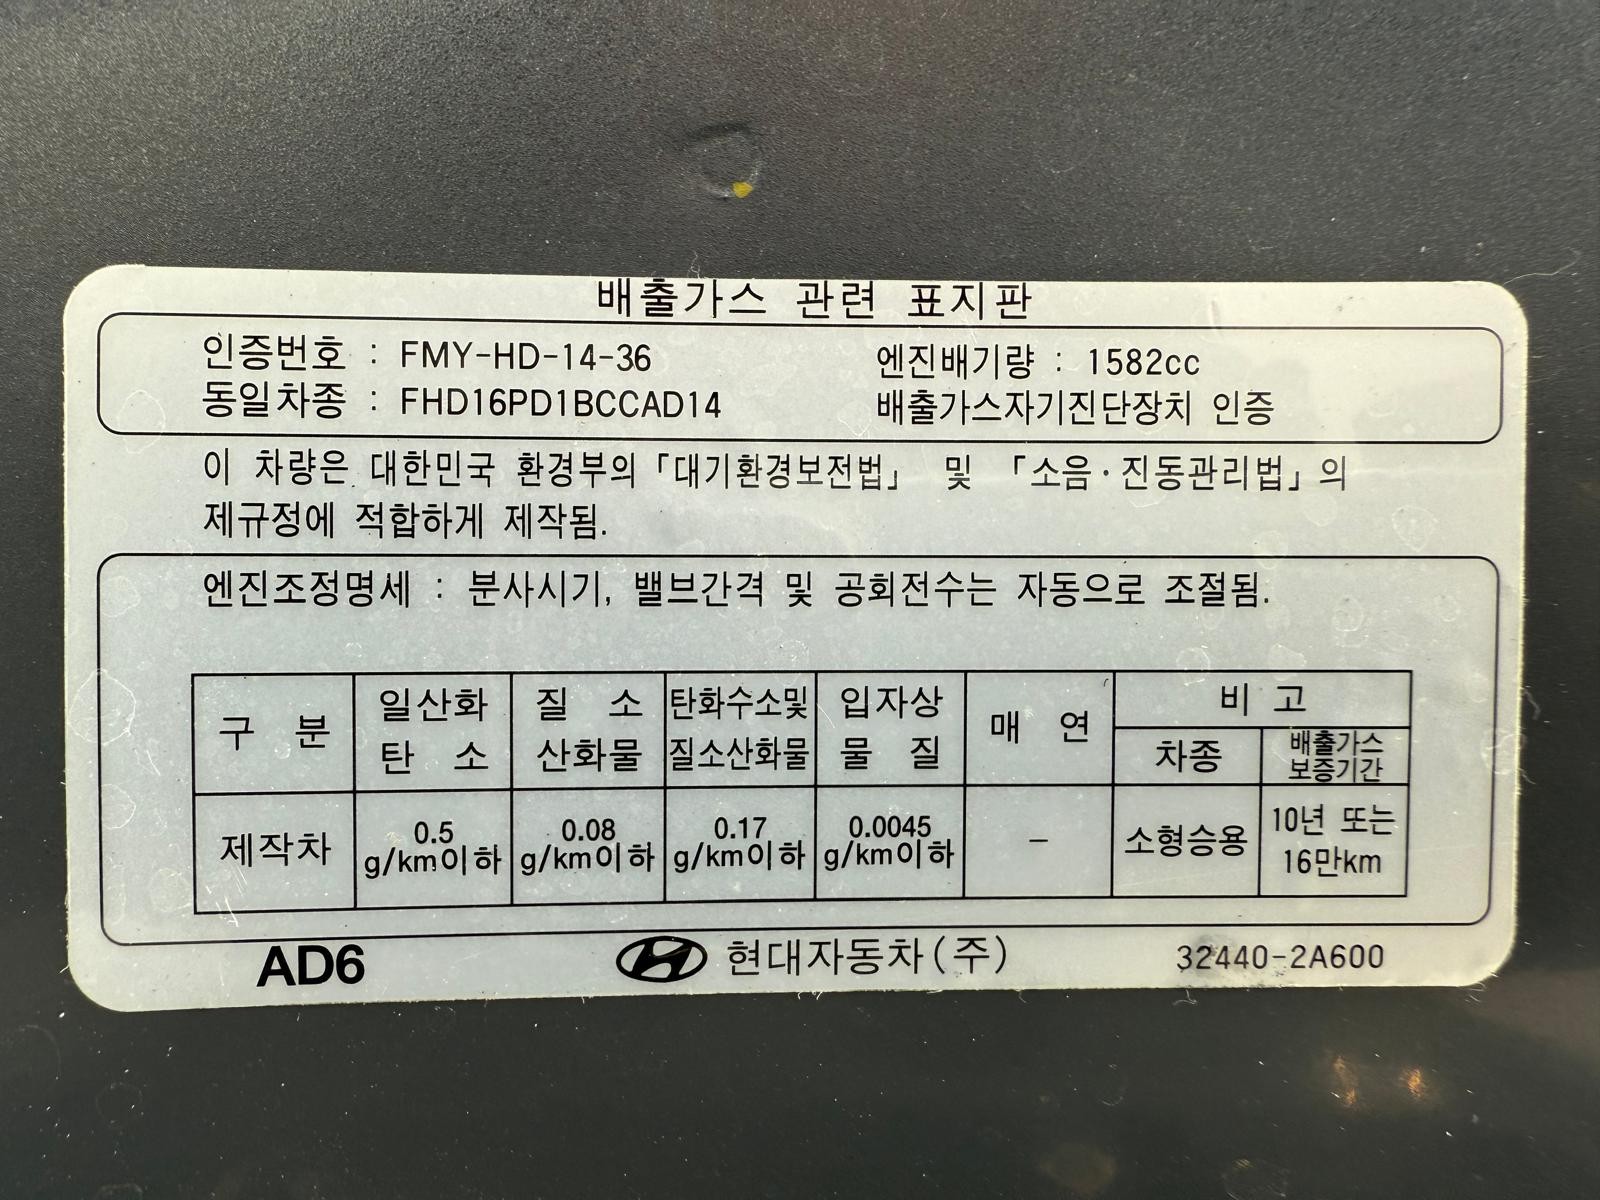 배출가스 관련 표지판
인증번호 : FMY-HD-14-36 엔진배기량 : 1582cc
동일차종 : FHD16PD1BCCAD14 배출가스자기진단장치 인증
이 차량은 대한민국 환경부의 「대기환경보전법」 및 「소음·진동관리법」의
제규정에 적합하게 제작됨.
엔진조정명세 : 분사시기, 밸브간격 및 공회전수는 자동으로 조절됨.
구 분 일산화탄 소 질 소산화물 탄화수소및질소산화물 입자상물 질 매 연 비 고
차종 배출가스보증기간
제작차 0.5 g/km이하 0.08 g/km이하 0.17 g/km이하 0.0045 g/km이하 - 소형승용 10년 또는 16만km
AD6 현대자동차(주) 32440-2A600